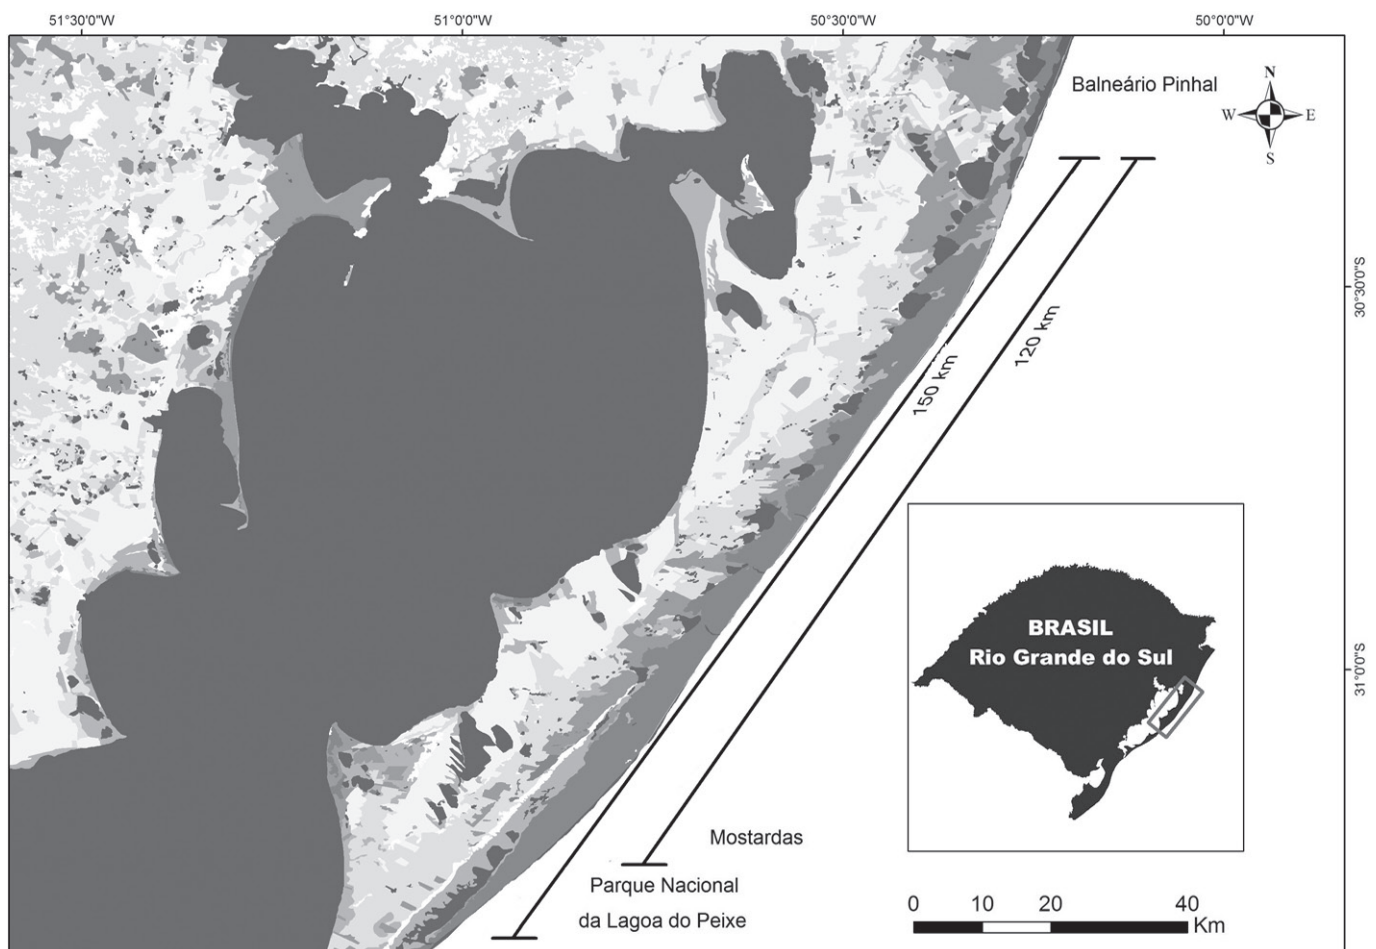 51°30'0"W
51°0'0"W
50°30'0"W
50°0'0"W
Balneário Pinhal
N
W
E
S
30°30'0"S
120 km
150 km
BRASIL
Rio Grande do Sul
31°0'0"S
Mostardas
Parque Nacional
da Lagoa do Peixe
0 10 20 40
Km